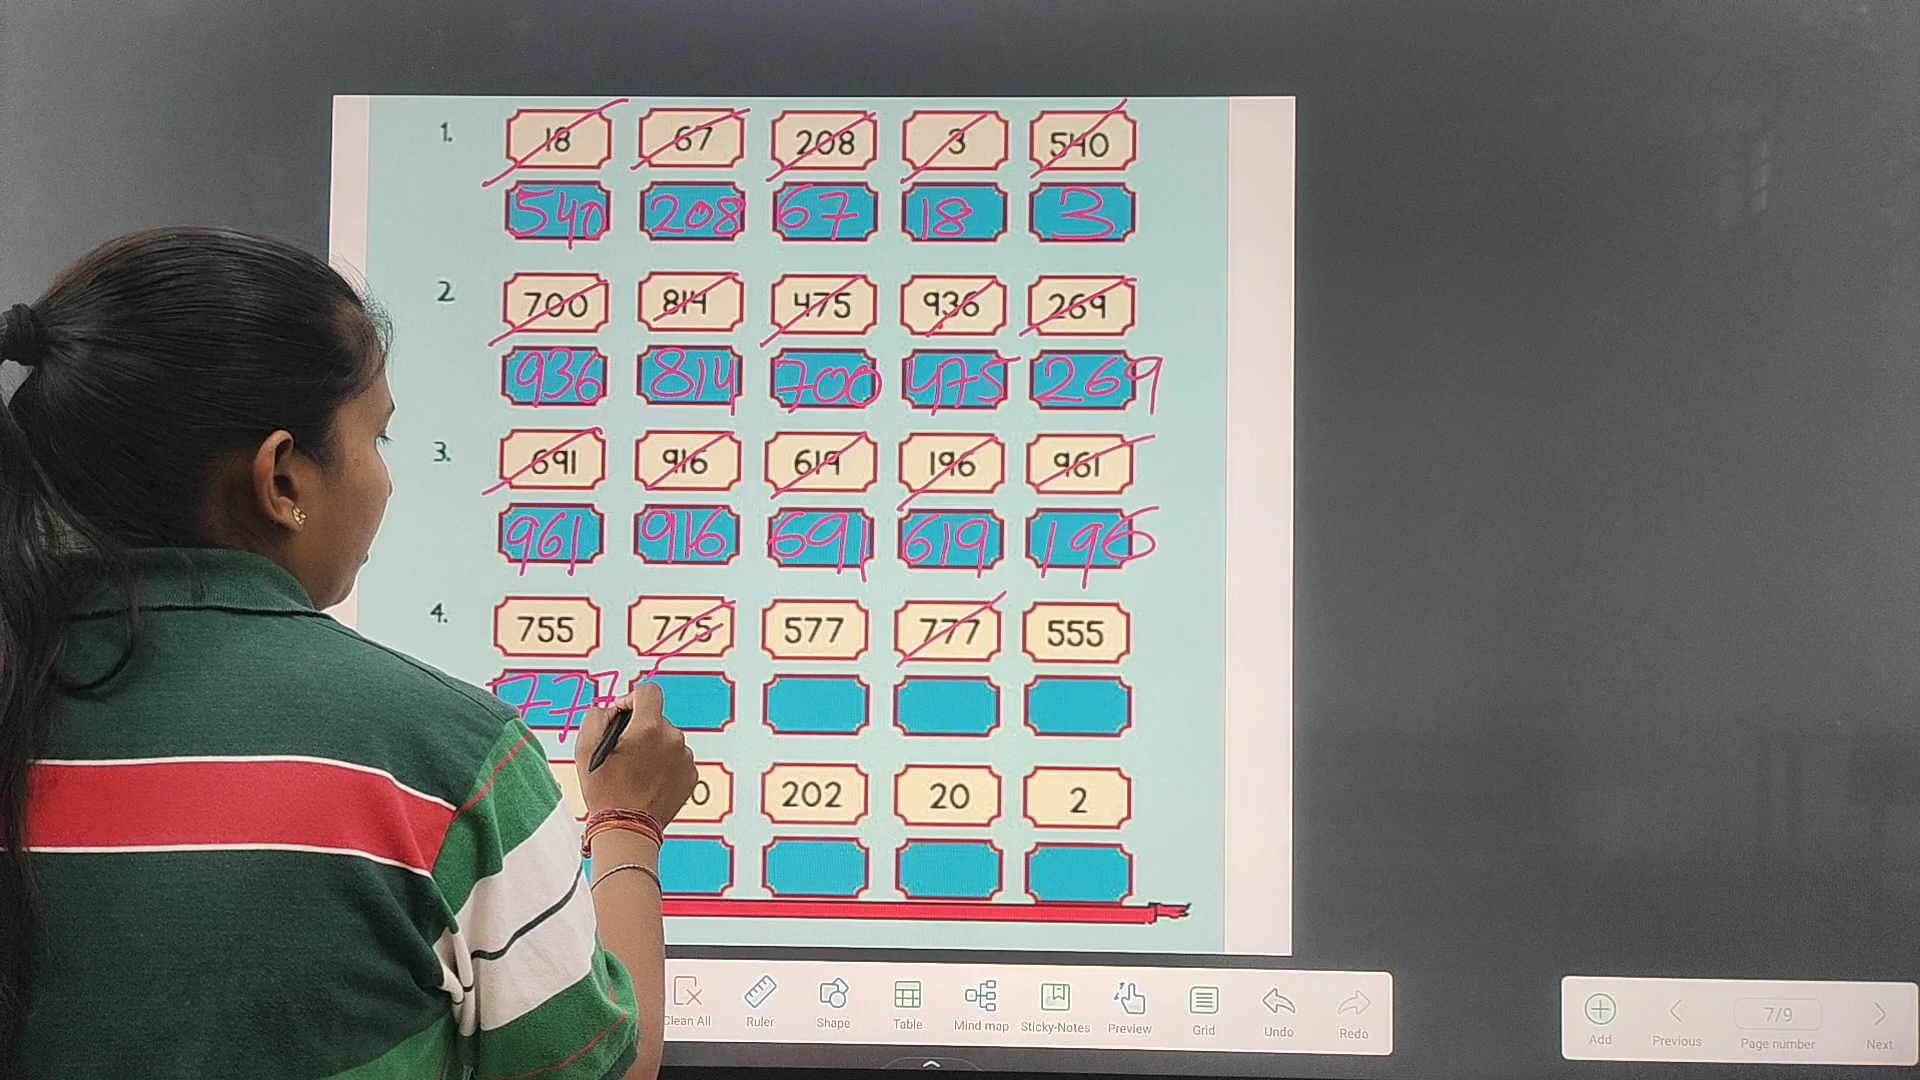 1. 18 67 208 3 540
540 208 67 18 3
2 700 814 475 936 269
936 814 700 475 269
3. 691 916 619 196 961
961 916 691 619 196
4. 755 775 577 777 555
777
202 20 2
Clean All Ruler Shape Table Mind map Sticky-Notes Preview Grid Undo Redo
7/9
Add Previous Page number Next